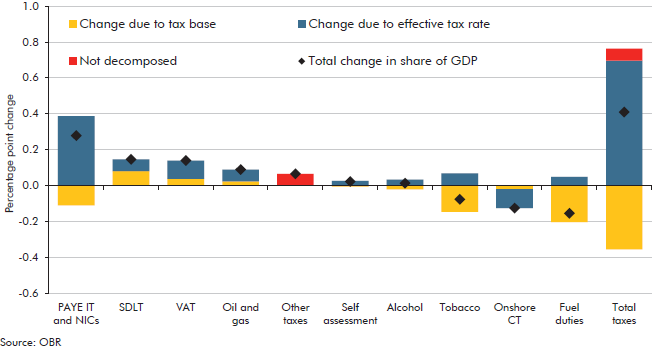 Change due to tax base
Change due to effective tax rate
Not decomposed
Total change in share of GDP
Percentage point change
1.0
0.8
0.6
0.4
0.2
0.0
-0.2
-0.4
-0.6
PAYE IT
and NICs
SDLT
VAT
Oil and
gas
Other
taxes
Self
assessment
Alcohol
Tobacco
Onshore
CT
Fuel
duties
Total
taxes
Source: OBR